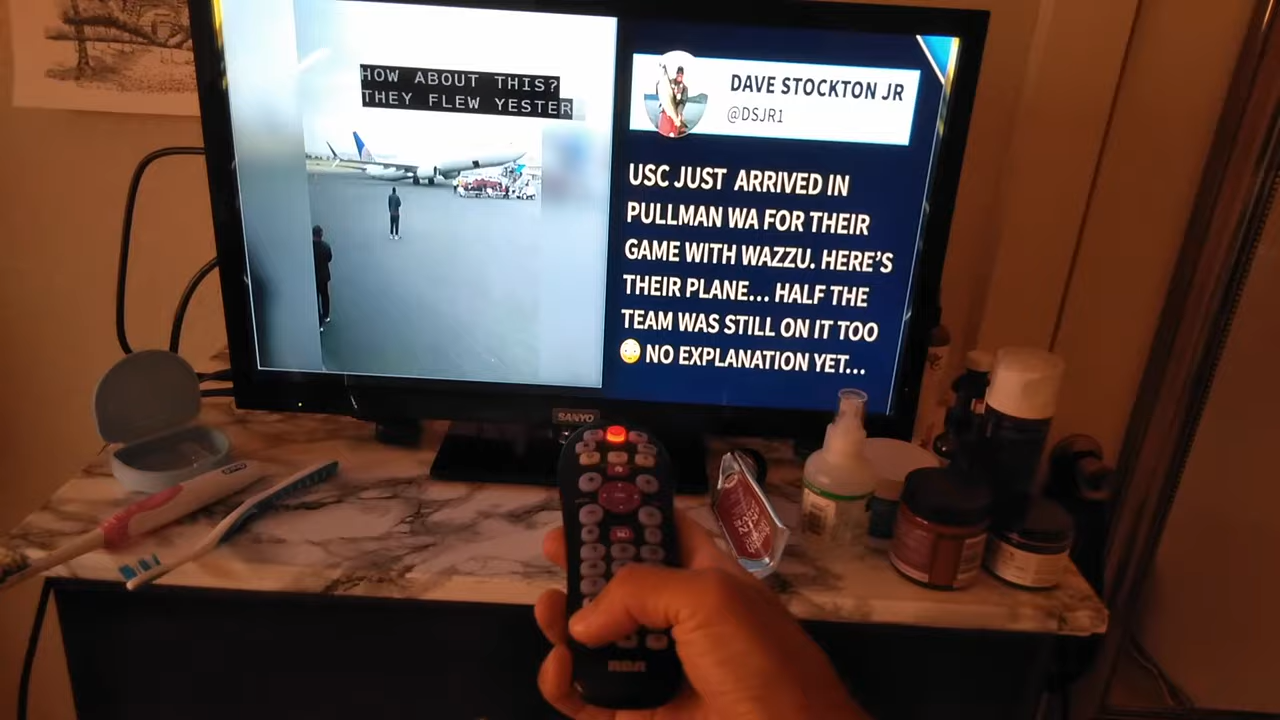 HOW ABOUT THIS?
THEY FLEW YESTER
DAVE STOCKTON JR
@DSJR1
USC JUST ARRIVED IN
PULLMAN WA FOR THEIR
GAME WITH WAZZU. HERE'S
THEIR PLANE... HALF THE
TEAM WAS STILL ON IT TOO
😳 NO EXPLANATION YET...
SANYO
RCA